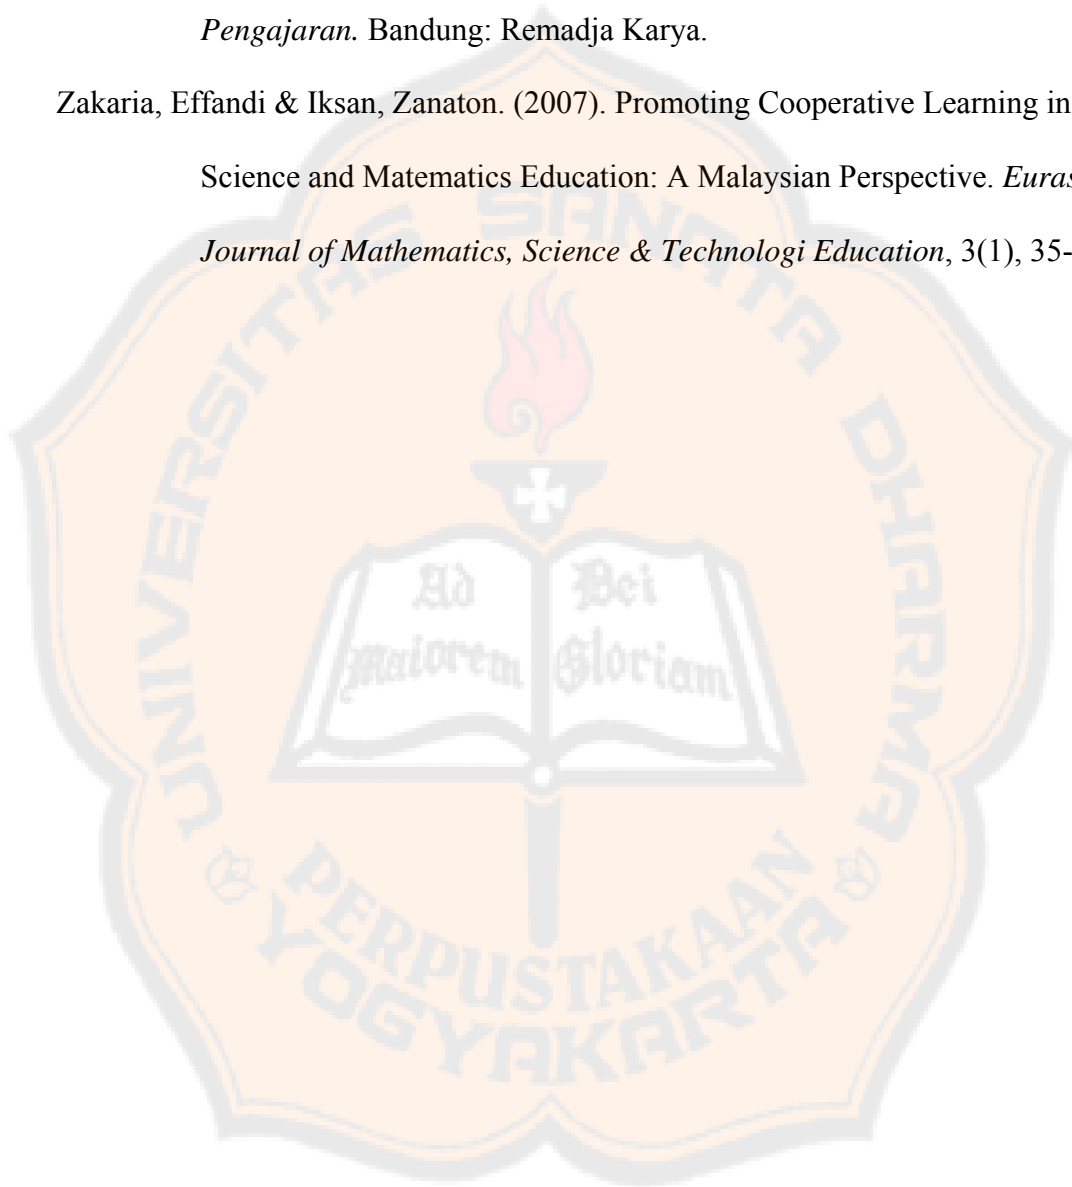 Pengajaran. Bandung: Remadja Karya.
Zakaria, Effandi & Iksan, Zanaton. (2007). Promoting Cooperative Learning in
Science and Matematics Education: A Malaysian Perspective. Euras
Journal of Mathematics, Science & Technologi Education, 3(1), 35-
UNIVERSITAS SANATA DHARMA
Ad Dei
Maiorem Gloriam
PERPUSTAKAAN
YOGYAKARTA